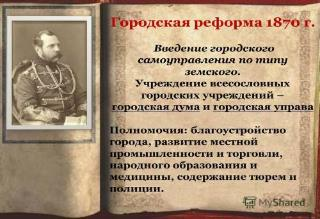 Городская реформа 1870 г.
Введение городского
самоуправления по типу
земского.
Учреждение всесословных
городских учреждений –
городская дума и городская управа
Полномочия: благоустройство
города, развитие местной
промышленности и торговли,
народного образования и
медицины, содержание тюрем и
полиции.
MyShared